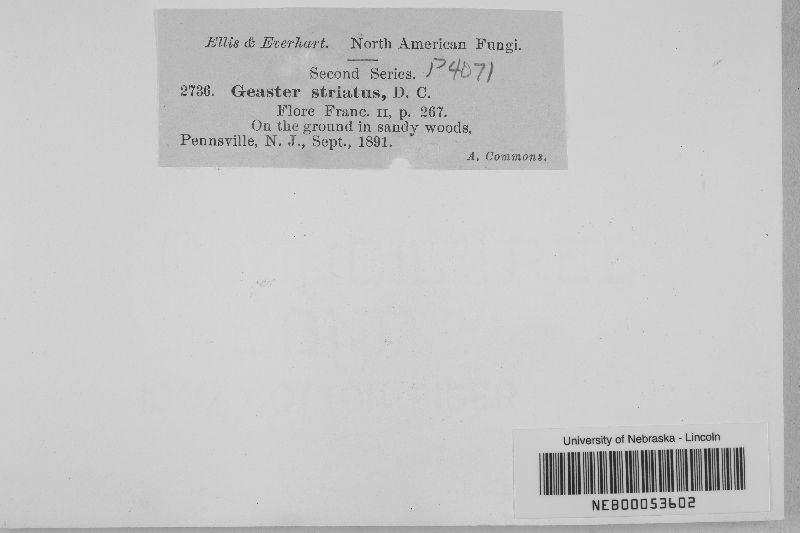 Ellis & Everhart. North American Fungi.
Second Series. P4071
2736. Geaster striatus, D. C.
Flore Franc. II, p. 267.
On the ground in sandy woods,
Pennsville, N. J., Sept., 1891.
A. Commons.
University of Nebraska - Lincoln
NEB00053602